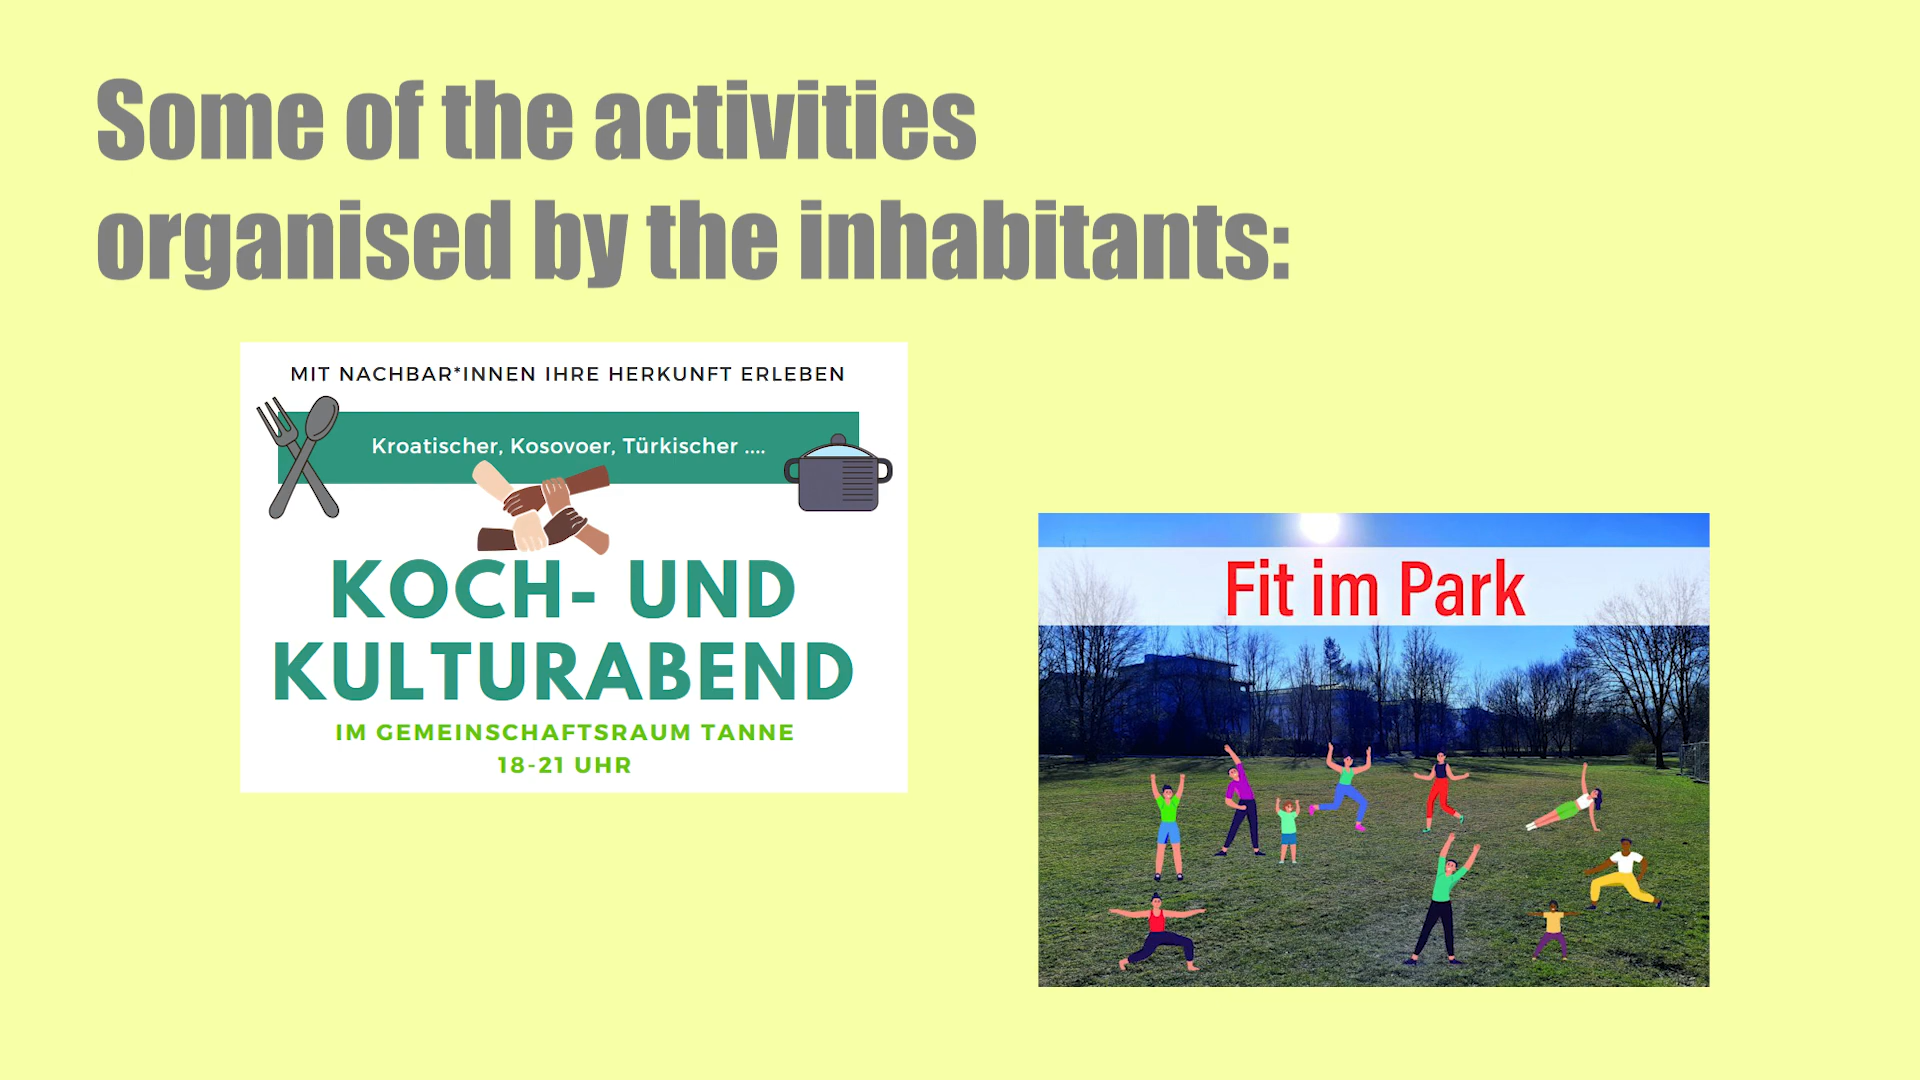 Some of the activities
organised by the inhabitants:
MIT NACHBAR*INNEN IHRE HERKUNFT ERLEBEN
Kroatischer, Kosovoer, Türkischer ....
KOCH- UND
KULTURABEND
IM GEMEINSCHAFTSRAUM TANNE
18-21 UHR
Fit im Park